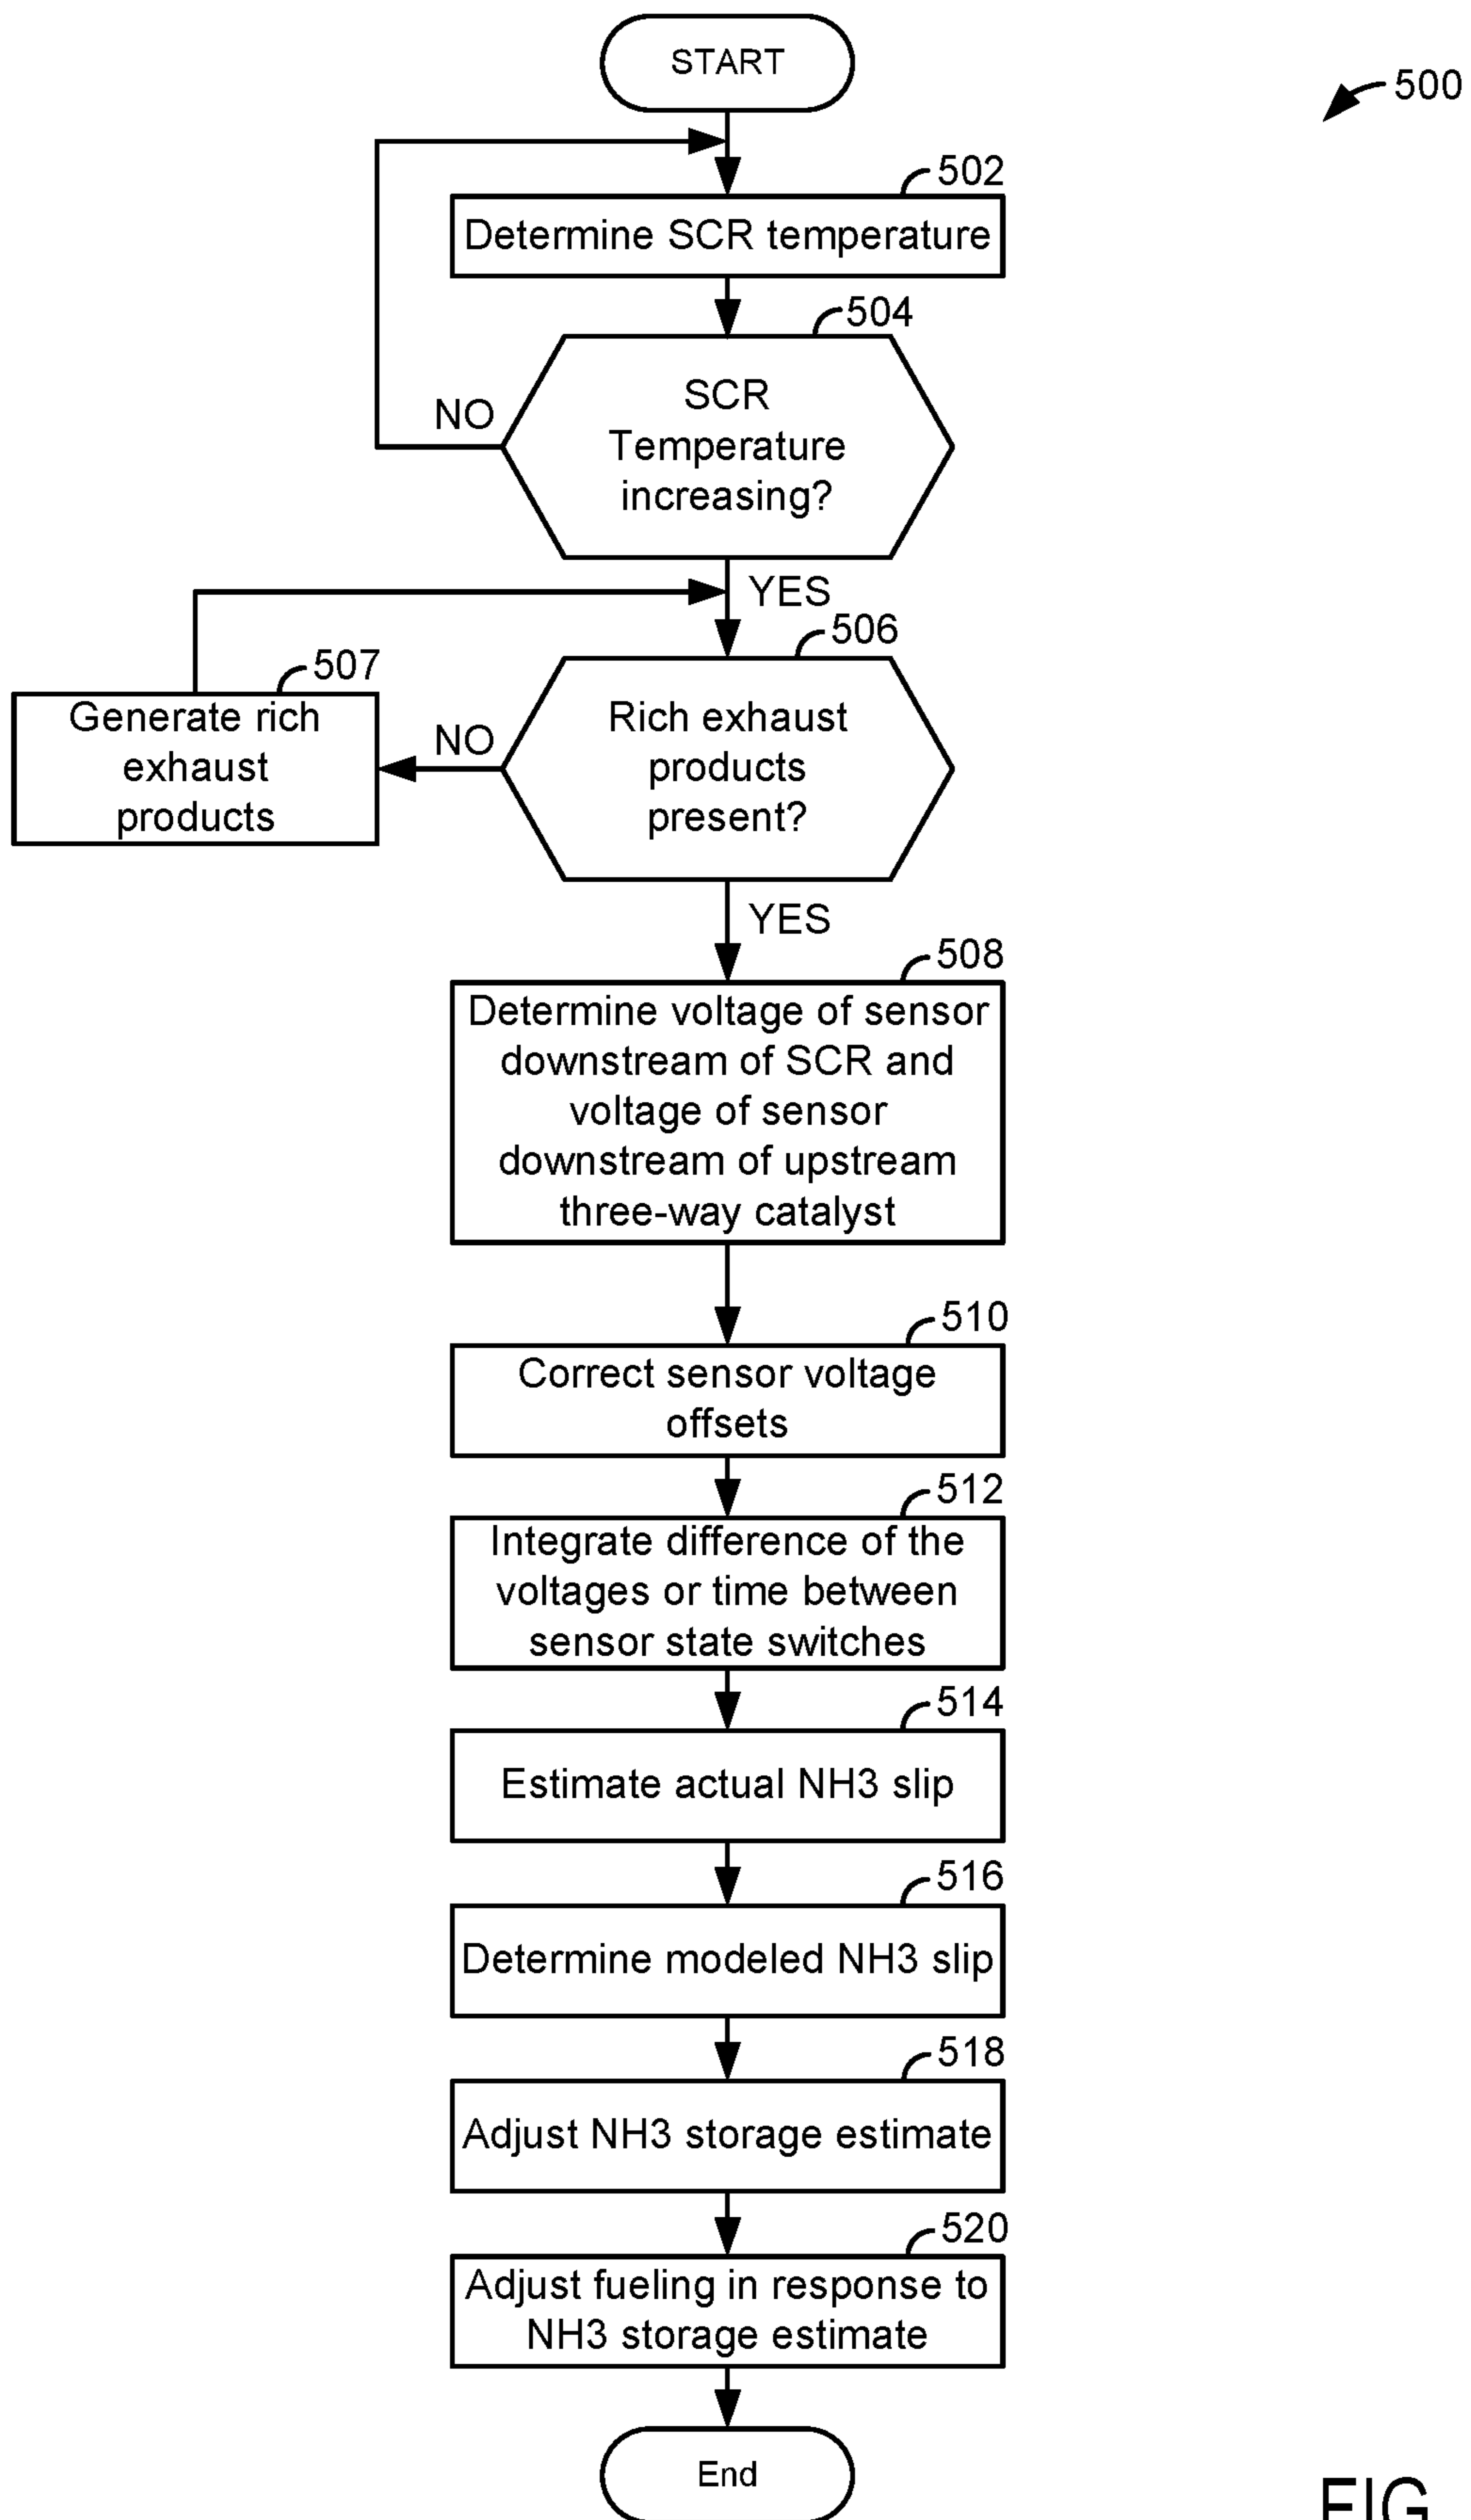 START
500
502
Determine SCR temperature
504
SCR
Temperature
increasing?
NO
YES
506
507
Generate rich
exhaust
products
NO
Rich exhaust
products
present?
YES
508
Determine voltage of sensor
downstream of SCR and
voltage of sensor
downstream of upstream
three-way catalyst
510
Correct sensor voltage
offsets
512
Integrate difference of the
voltages or time between
sensor state switches
514
Estimate actual NH3 slip
516
Determine modeled NH3 slip
518
Adjust NH3 storage estimate
520
Adjust fueling in response to
NH3 storage estimate
End
FIG